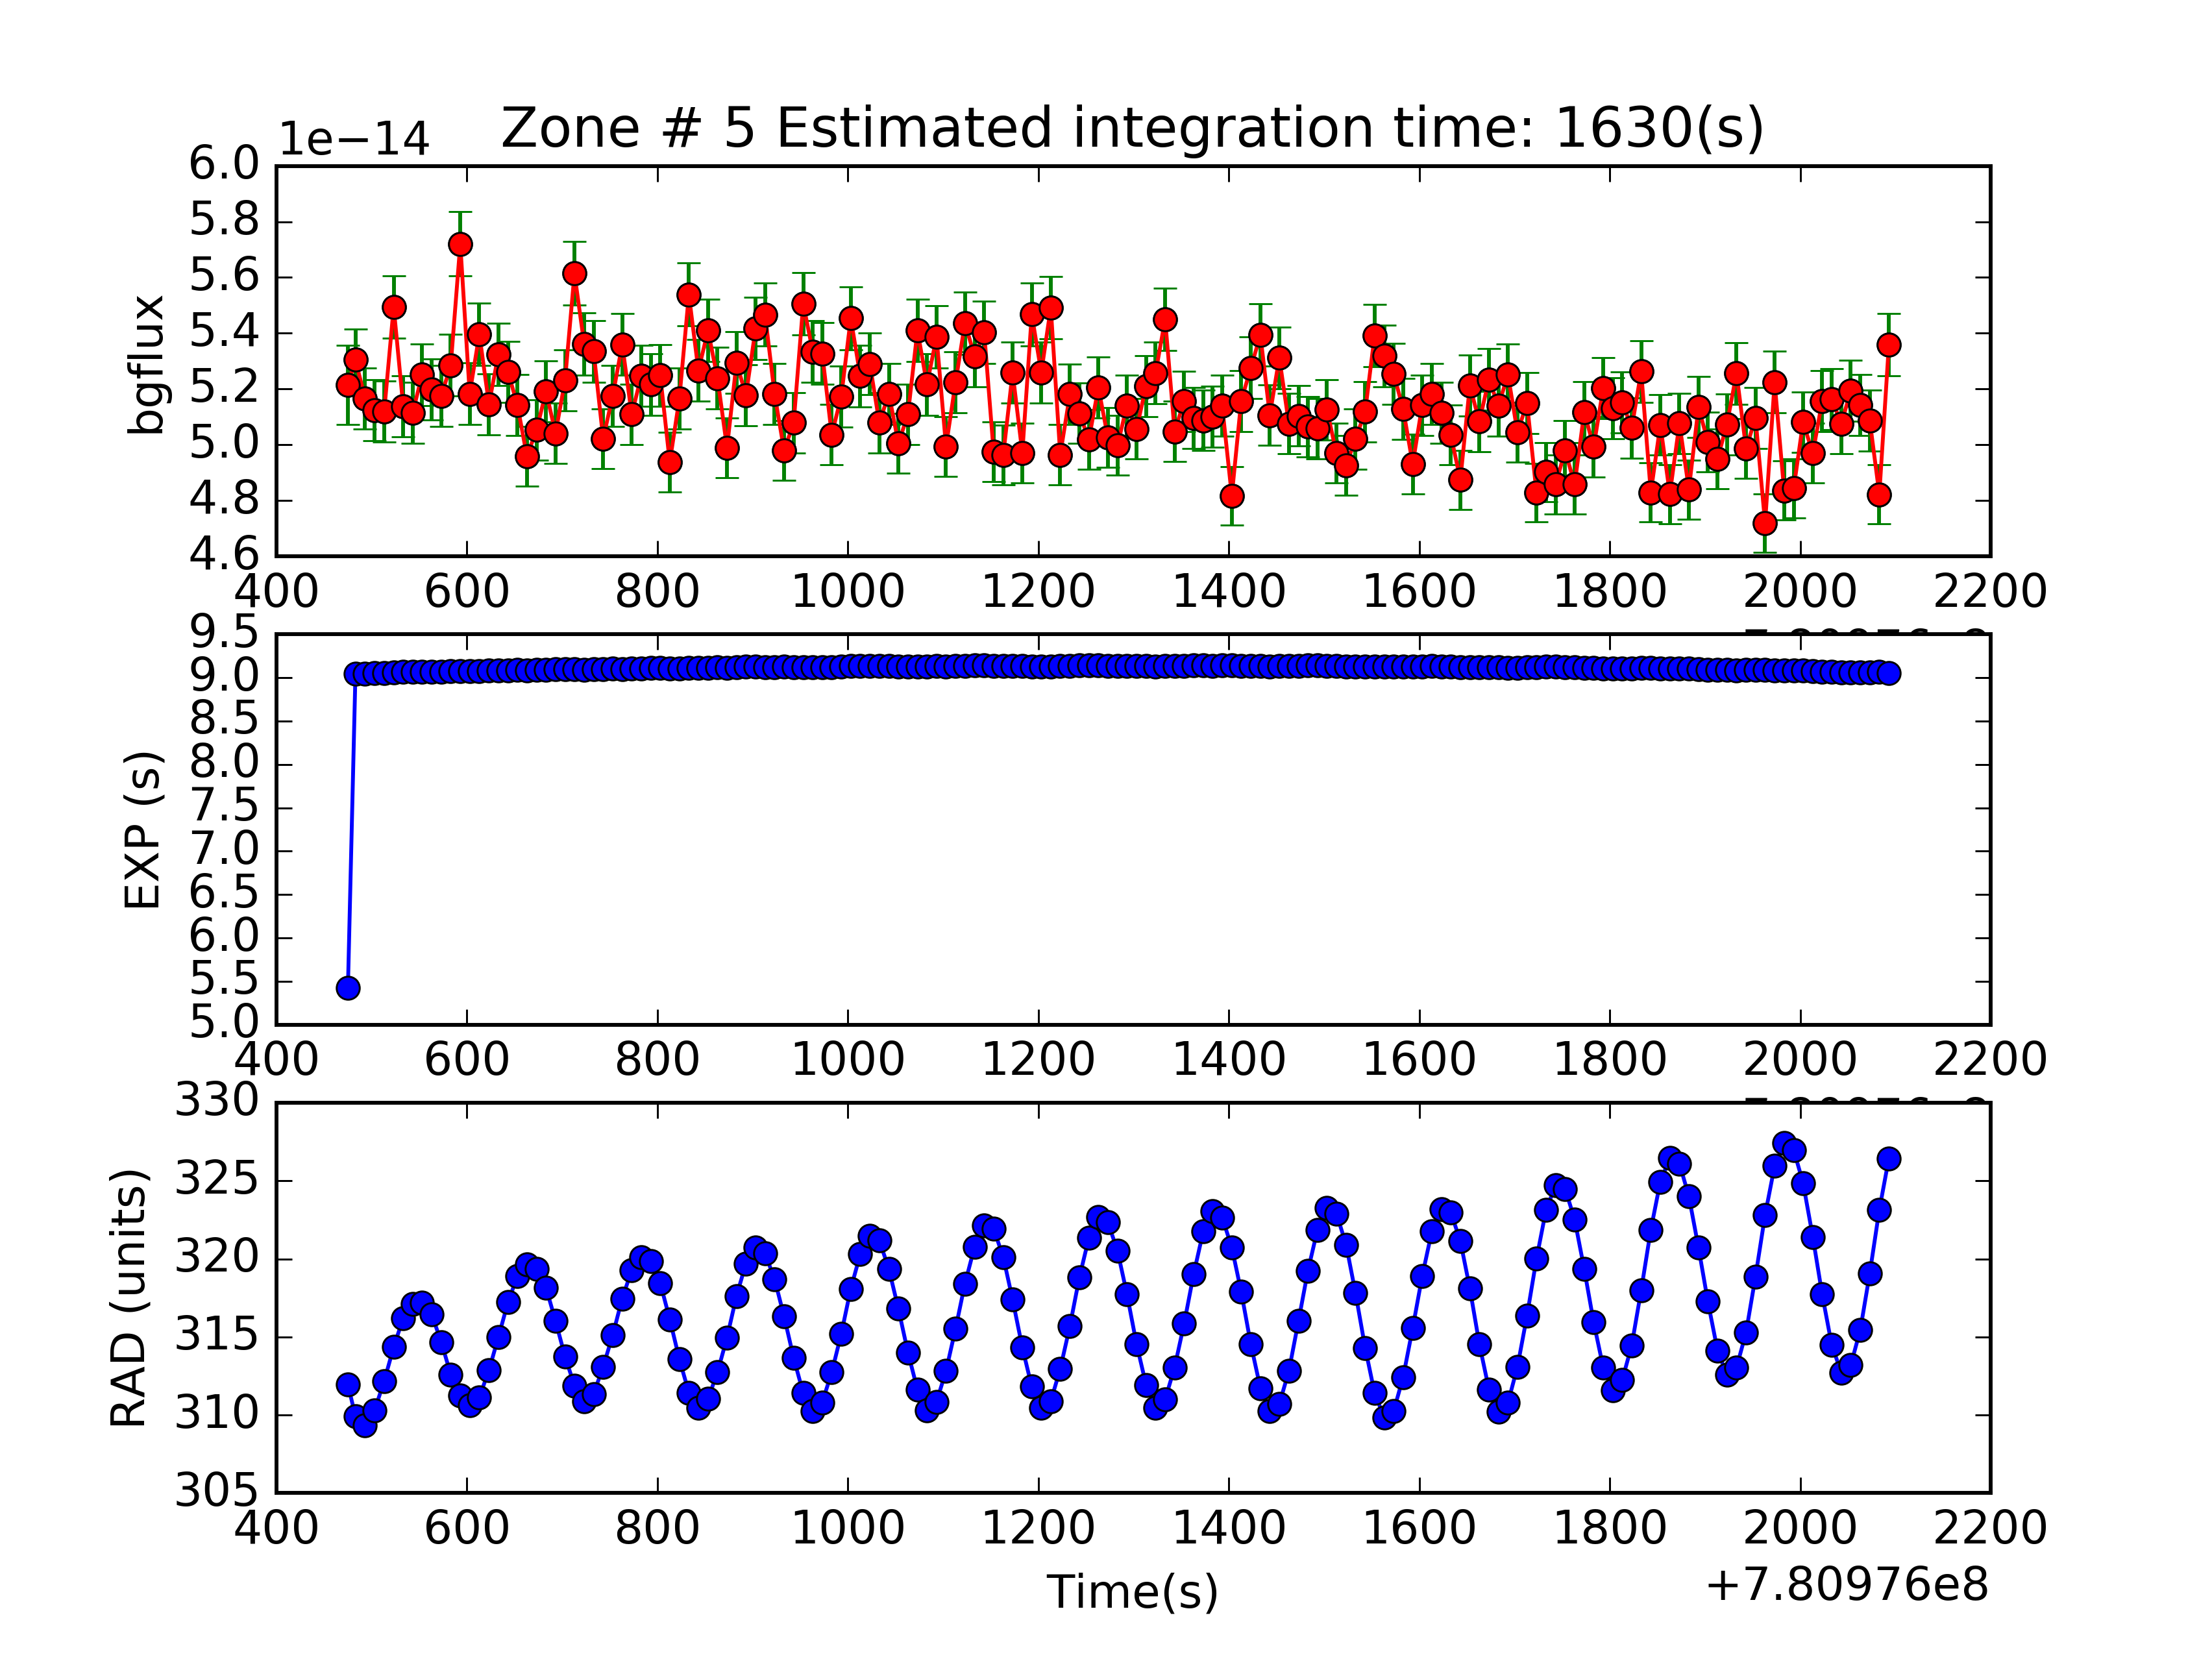 1e−14
Zone # 5 Estimated integration time: 1630(s)
6.0
5.8
5.6
5.4
5.2
5.0
4.8
4.6
bgflux
400 600 800 1000 1200 1400 1600 1800 2000 2200
9.5
9.0
8.5
8.0
7.5
7.0
6.5
6.0
5.5
5.0
EXP (s)
400 600 800 1000 1200 1400 1600 1800 2000 2200
330
325
320
315
310
305
RAD (units)
400 600 800 1000 1200 1400 1600 1800 2000 2200
Time(s)
+7.80976e8